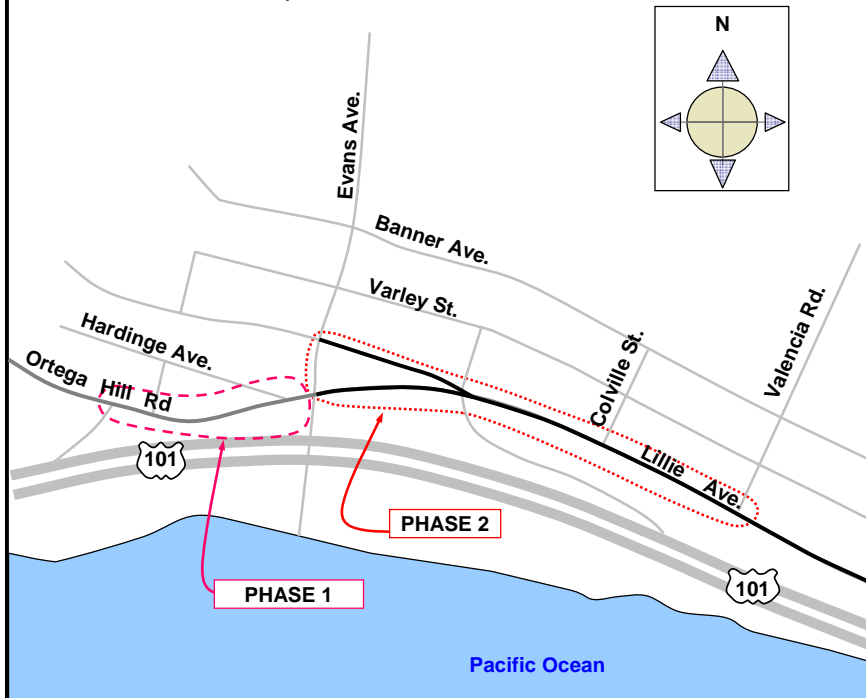 N
Evans Ave.
Banner Ave.
Varley St.
Hardinge Ave.
Ortega Hill Rd
Colville St.
Valencia Rd.
Lillie Ave.
101
PHASE 2
PHASE 1
101
Pacific Ocean